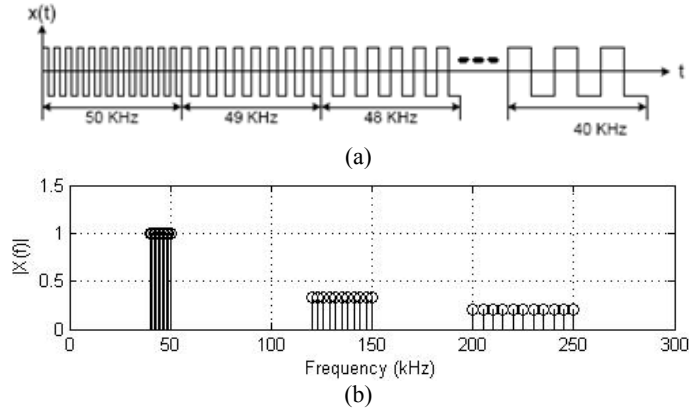 x(t)
t
50 KHz 49 KHz 48 KHz 40 KHz
(a)
|X(f)|
1.5
1
0.5
0
0 50 100 150 200 250 300
Frequency (kHz)
(b)